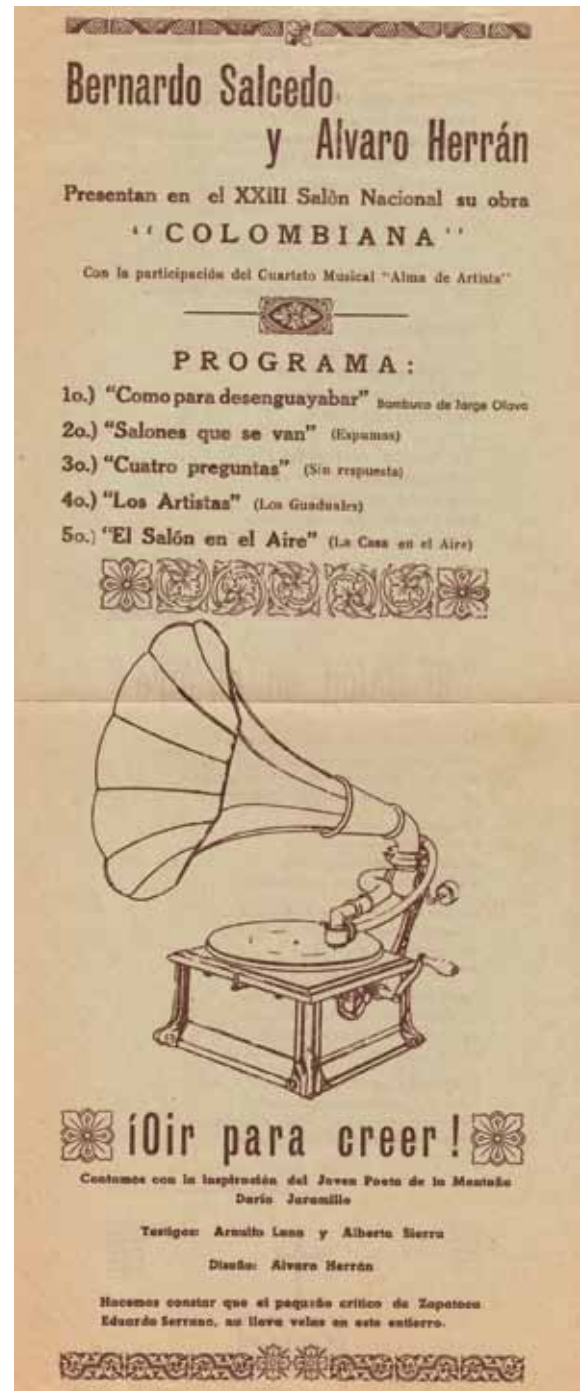 Bernardo Salcedo
y Alvaro Herrán
Presentan en el XXIII Salón Nacional su obra
"COLOMBIANA"
Con la participación del Cuarteto Musical "Alma de Artista"
PROGRAMA:
1o.) "Como para desenguayabar" Bambuco de Jorge Olava
2o.) "Salones que se van" (Espumas)
3o.) "Cuatro preguntas" (Sin respuesta)
4o.) "Los Artistas" (Los Guaduales)
5o.) "El Salón en el Aire" (La Casa en el Aire)
¡Oir para creer!
Contamos con la inspiración del Joven Poeta de la Montaña
Darío Jaramillo
Testigos: Arnulfo Luna y Alberto Sierra
Diseño: Alvaro Herrán
Hacemos constar que el pequeño crítico de Zapatoca
Eduardo Serrano, no lleva velas en este entierro.